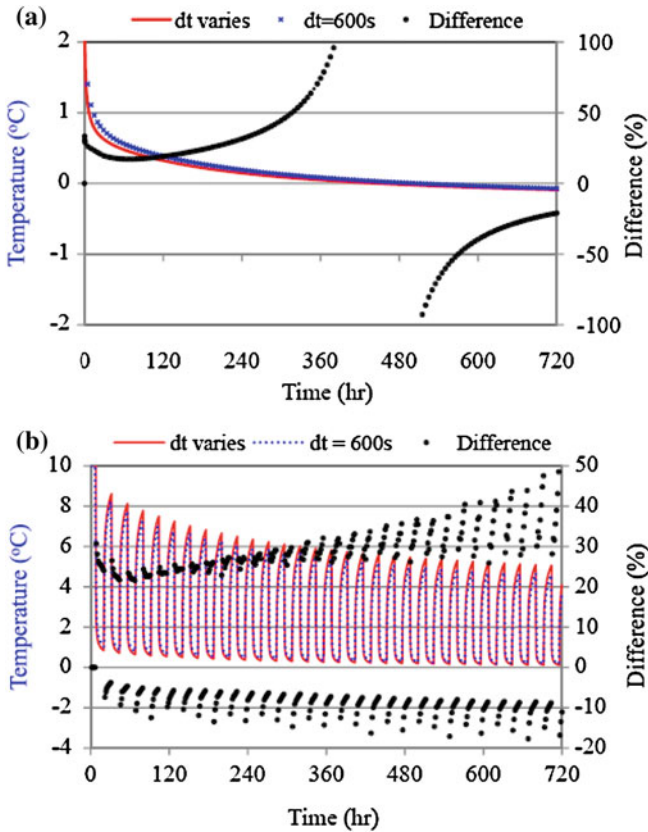 (a)
dt varies dt=600s Difference
2 100
1 50
0 0
-1 -50
-2 -100
Temperature (°C)
Difference (%)
0 120 240 360 480 600 720
Time (hr)
(b)
dt varies dt = 600s Difference
10 50
8 40
6 30
4 20
2 10
0 0
-2 -10
-4 -20
Temperature (°C)
Difference (%)
0 120 240 360 480 600 720
Time (hr)